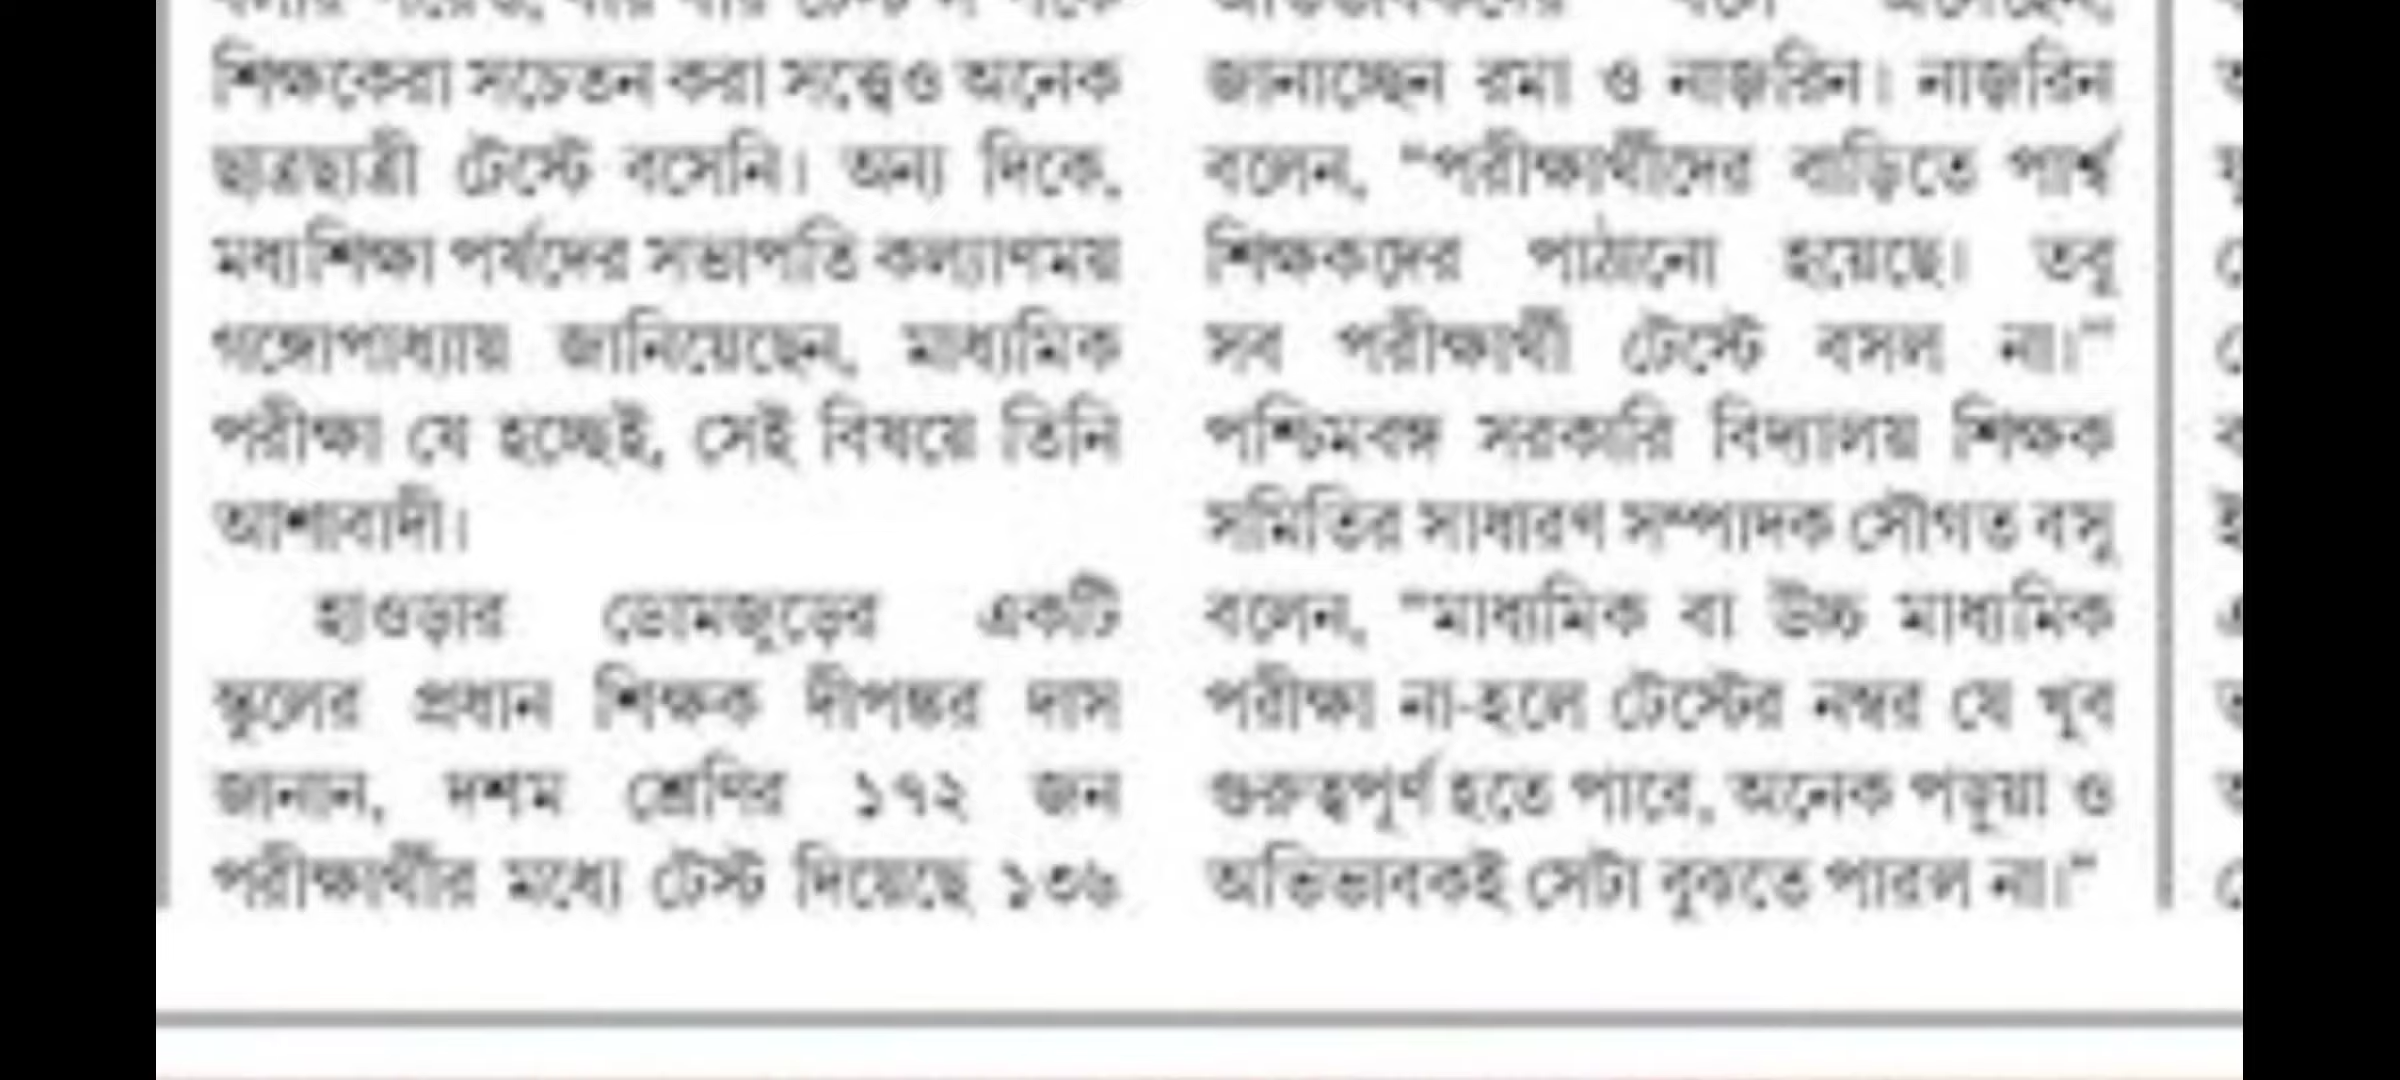 শিক্ষকেরা সচেতন করা সত্ত্বেও অনেক
ছাত্রছাত্রী টেস্টে বসেনি। অন্য দিকে,
মধ্যশিক্ষা পর্ষদের সভাপতি কল্যাণময়
গঙ্গোপাধ্যায় জানিয়েছেন, মাধ্যমিক
পরীক্ষা যে হচ্ছেই, সেই বিষয়ে তিনি
আশাবাদী।
হাওড়ার ডোমজুড়ের একটি
স্কুলের প্রধান শিক্ষক দীপঙ্কর দাস
জানান, দশম শ্রেণির ১৭২ জন
পরীক্ষার্থীর মধ্যে টেস্ট দিয়েছে ১৩৬
জানাচ্ছেন রমা ও নাজ়রিন। নাজ়রিন
বলেন, “পরীক্ষার্থীদের বাড়িতে পার্শ্ব
শিক্ষকদের পাঠানো হয়েছে। তবু
সব পরীক্ষার্থী টেস্টে বসল না।”
পশ্চিমবঙ্গ সরকারি বিদ্যালয় শিক্ষক
সমিতির সাধারণ সম্পাদক সৌগত বসু
বলেন, “মাধ্যমিক বা উচ্চ মাধ্যমিক
পরীক্ষা না-হলে টেস্টের নম্বর যে খুব
গুরুত্বপূর্ণ হতে পারে, অনেক পড়ুয়া ও
অভিভাবকই সেটা বুঝতে পারল না।”